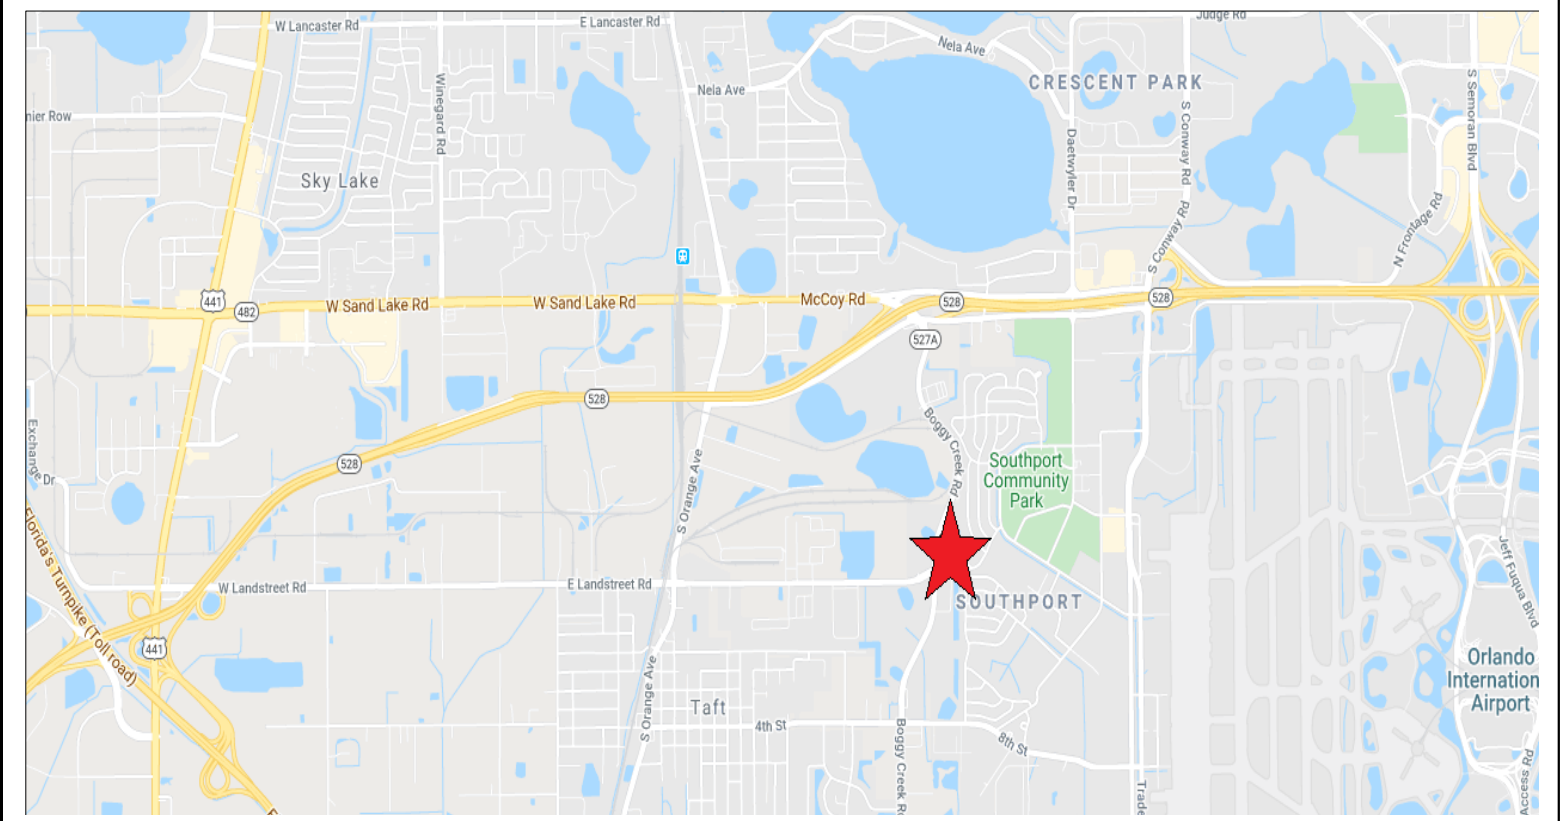 W Lancaster Rd
E Lancaster Rd
Judge Rd
Nela Ave
CRESCENT PARK
Nela Ave
S Semoran Blvd
Winegard Rd
S Conway Rd
nier Row
Daetwyler Dr
Sky Lake
N Frontage Rd
S Conway Rd
441
482
W Sand Lake Rd
W Sand Lake Rd
McCoy Rd
528
528
527A
528
Boggy Creek Rd
Exchange Dr
528
S Orange Ave
Southport
Community
Park
Florida's Turnpike (Toll road)
Jeff Fuqua Blvd
W Landstreet Rd
E Landstreet Rd
SOUTHPORT
441
Orlando
Internation
Airport
S Orange Ave
Taft
4th St
8th St
Boggy Creek R
Trade
Access Rd